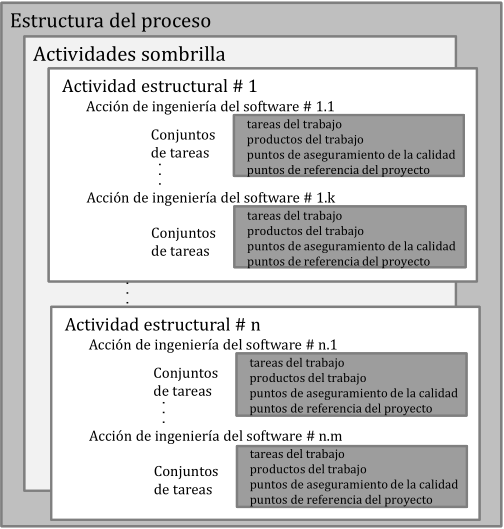 Estructura del proceso
Actividades sombrilla
Actividad estructural # 1
Acción de ingeniería del software # 1.1
Conjuntos
de tareas
tareas del trabajo
productos del trabajo
puntos de aseguramiento de la calidad
puntos de referencia del proyecto
Acción de ingeniería del software # 1.k
Conjuntos
de tareas
tareas del trabajo
productos del trabajo
puntos de aseguramiento de la calidad
puntos de referencia del proyecto
Actividad estructural # n
Acción de ingeniería del software # n.1
Conjuntos
de tareas
tareas del trabajo
productos del trabajo
puntos de aseguramiento de la calidad
puntos de referencia del proyecto
Acción de ingeniería del software # n.m
Conjuntos
de tareas
tareas del trabajo
productos del trabajo
puntos de aseguramiento de la calidad
puntos de referencia del proyecto